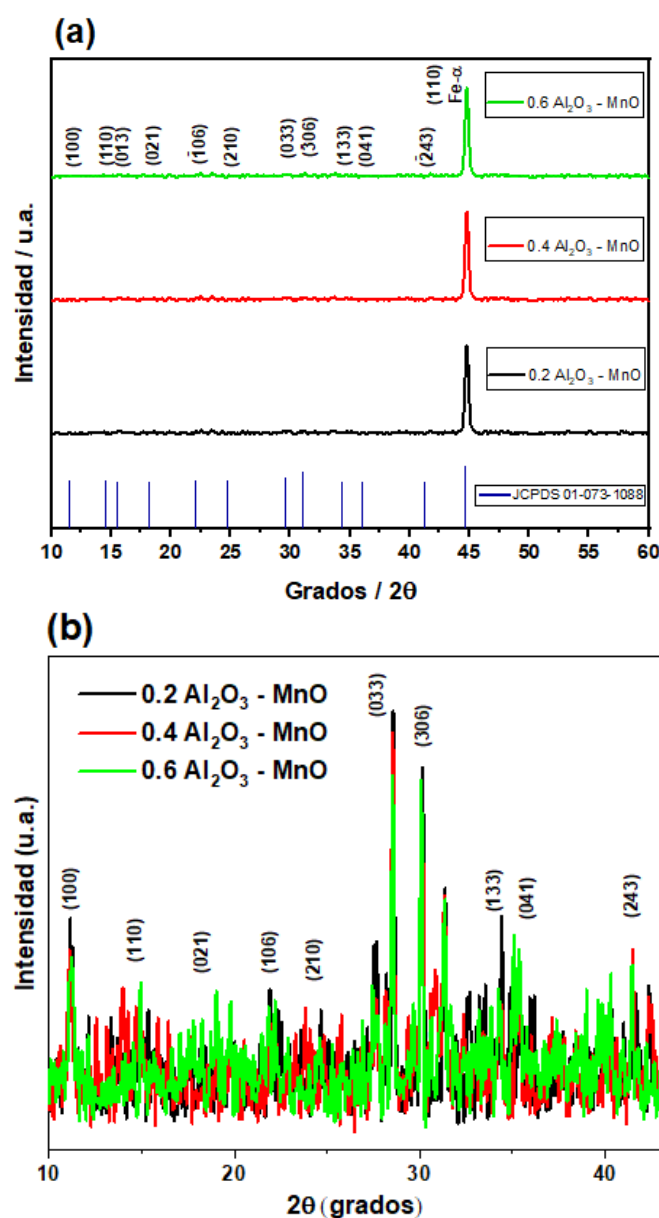 (a)
Intensidad / u.a.
(100)
(110)
(013)
(021)
(1̄06)
(210)
(033)
(306)
(133)
(041)
(2̄43)
(110)
Fe-α
0.6 Al₂O₃ - MnO
0.4 Al₂O₃ - MnO
0.2 Al₂O₃ - MnO
JCPDS 01-073-1088
10 15 20 25 30 35 40 45 50 55 60
Grados / 2θ
(b)
Intensidad (u.a.)
0.2 Al₂O₃ - MnO
0.4 Al₂O₃ - MnO
0.6 Al₂O₃ - MnO
(100)
(110)
(021)
(106)
(210)
(033)
(306)
(133)
(041)
(243)
10 20 30 40
2θ (grados)